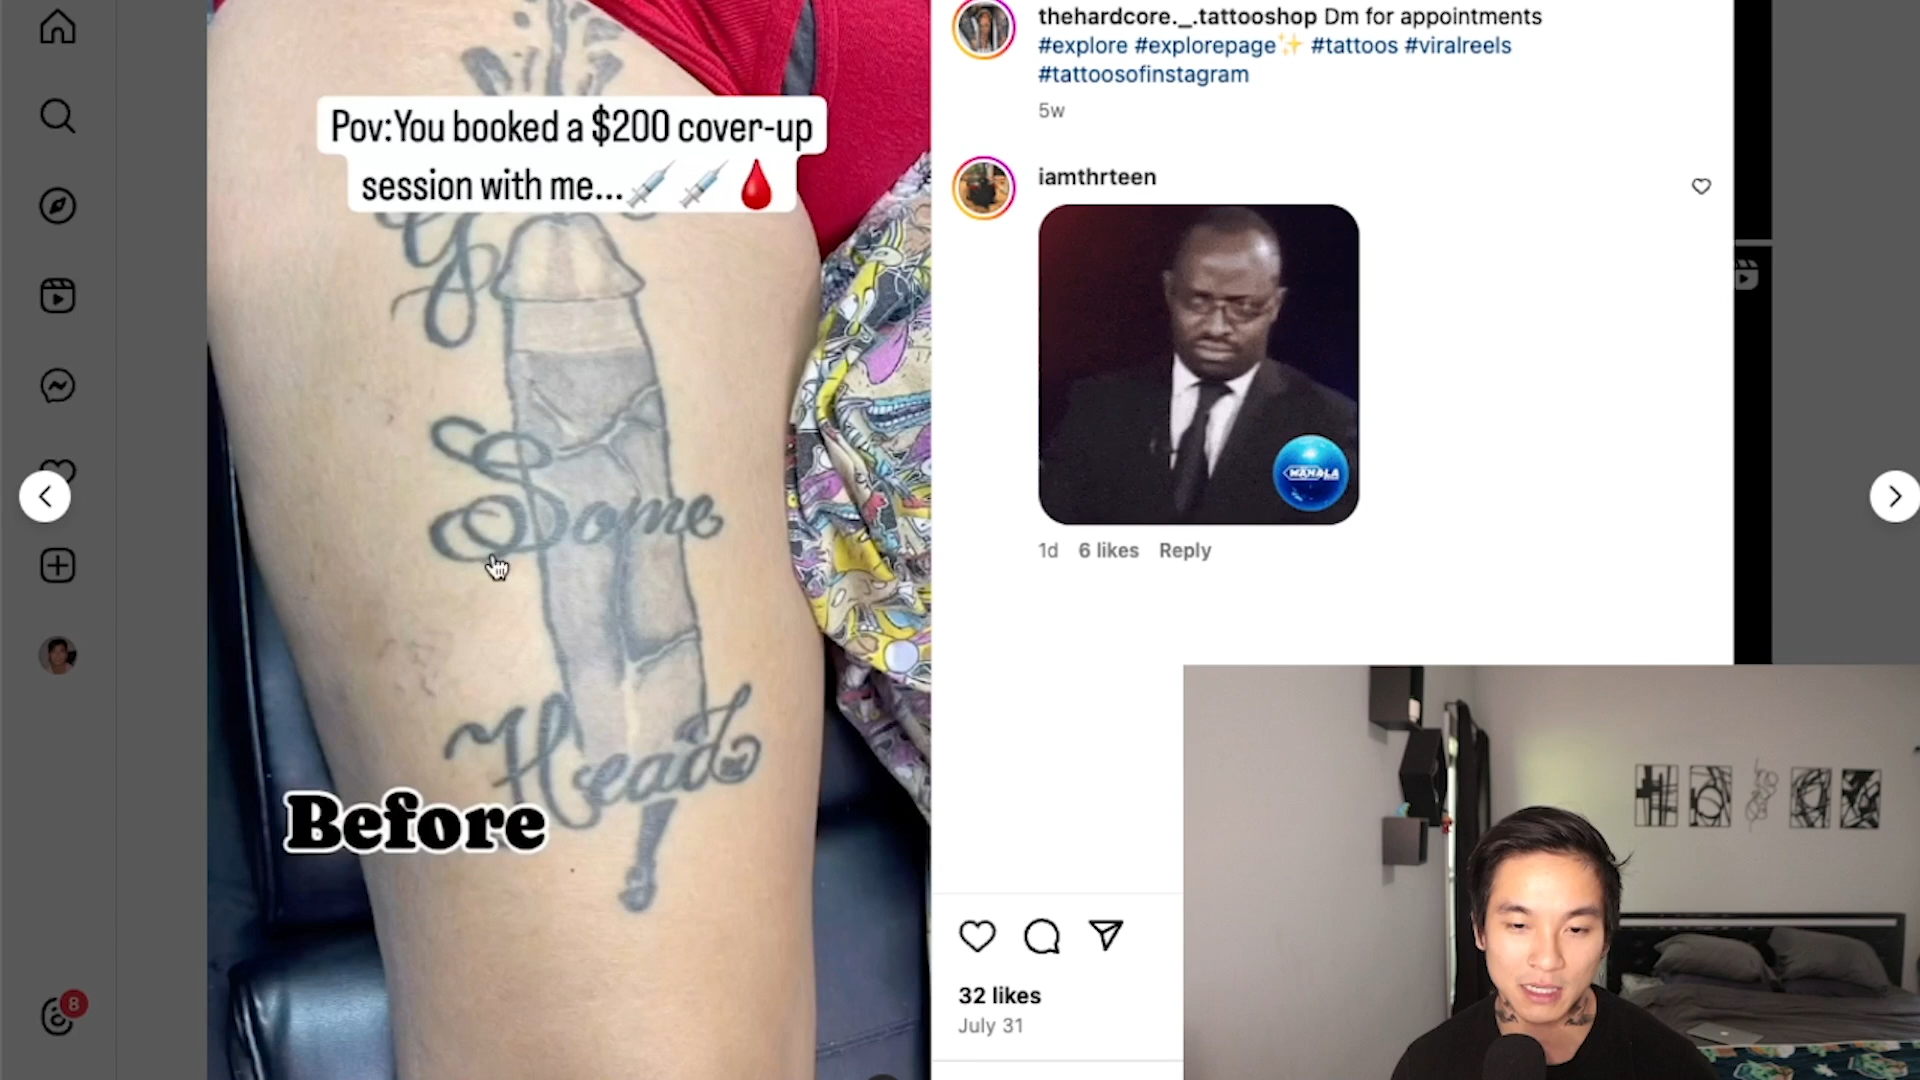 thehardcore._.tattooshop Dm for appointments
#explore #explorepage✨ #tattoos #viralreels
#tattoosofinstagram
5w
Pov:You booked a $200 cover-up
session with me...💉 💉 🩸
iamthrteen
WAHALA
1d 6 likes Reply
Some
Head
Before
32 likes
July 31
8